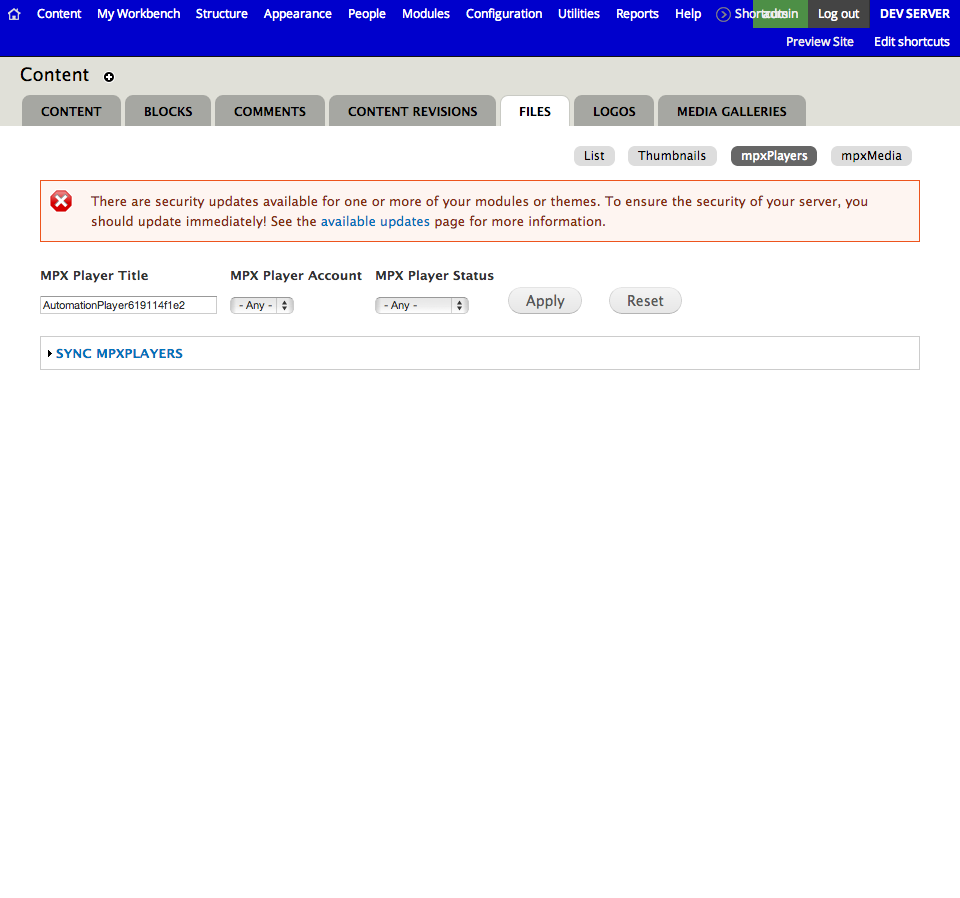 Content My Workbench Structure Appearance People Modules Configuration Utilities Reports Help Shortcuts admin Log out DEV SERVER
Preview Site Edit shortcuts
Content
CONTENT BLOCKS COMMENTS CONTENT REVISIONS FILES LOGOS MEDIA GALLERIES
List Thumbnails mpxPlayers mpxMedia
There are security updates available for one or more of your modules or themes. To ensure the security of your server, you
should update immediately! See the available updates page for more information.
MPX Player Title MPX Player Account MPX Player Status
AutomationPlayer619114f1e2 - Any - - Any - Apply Reset
SYNC MPXPLAYERS